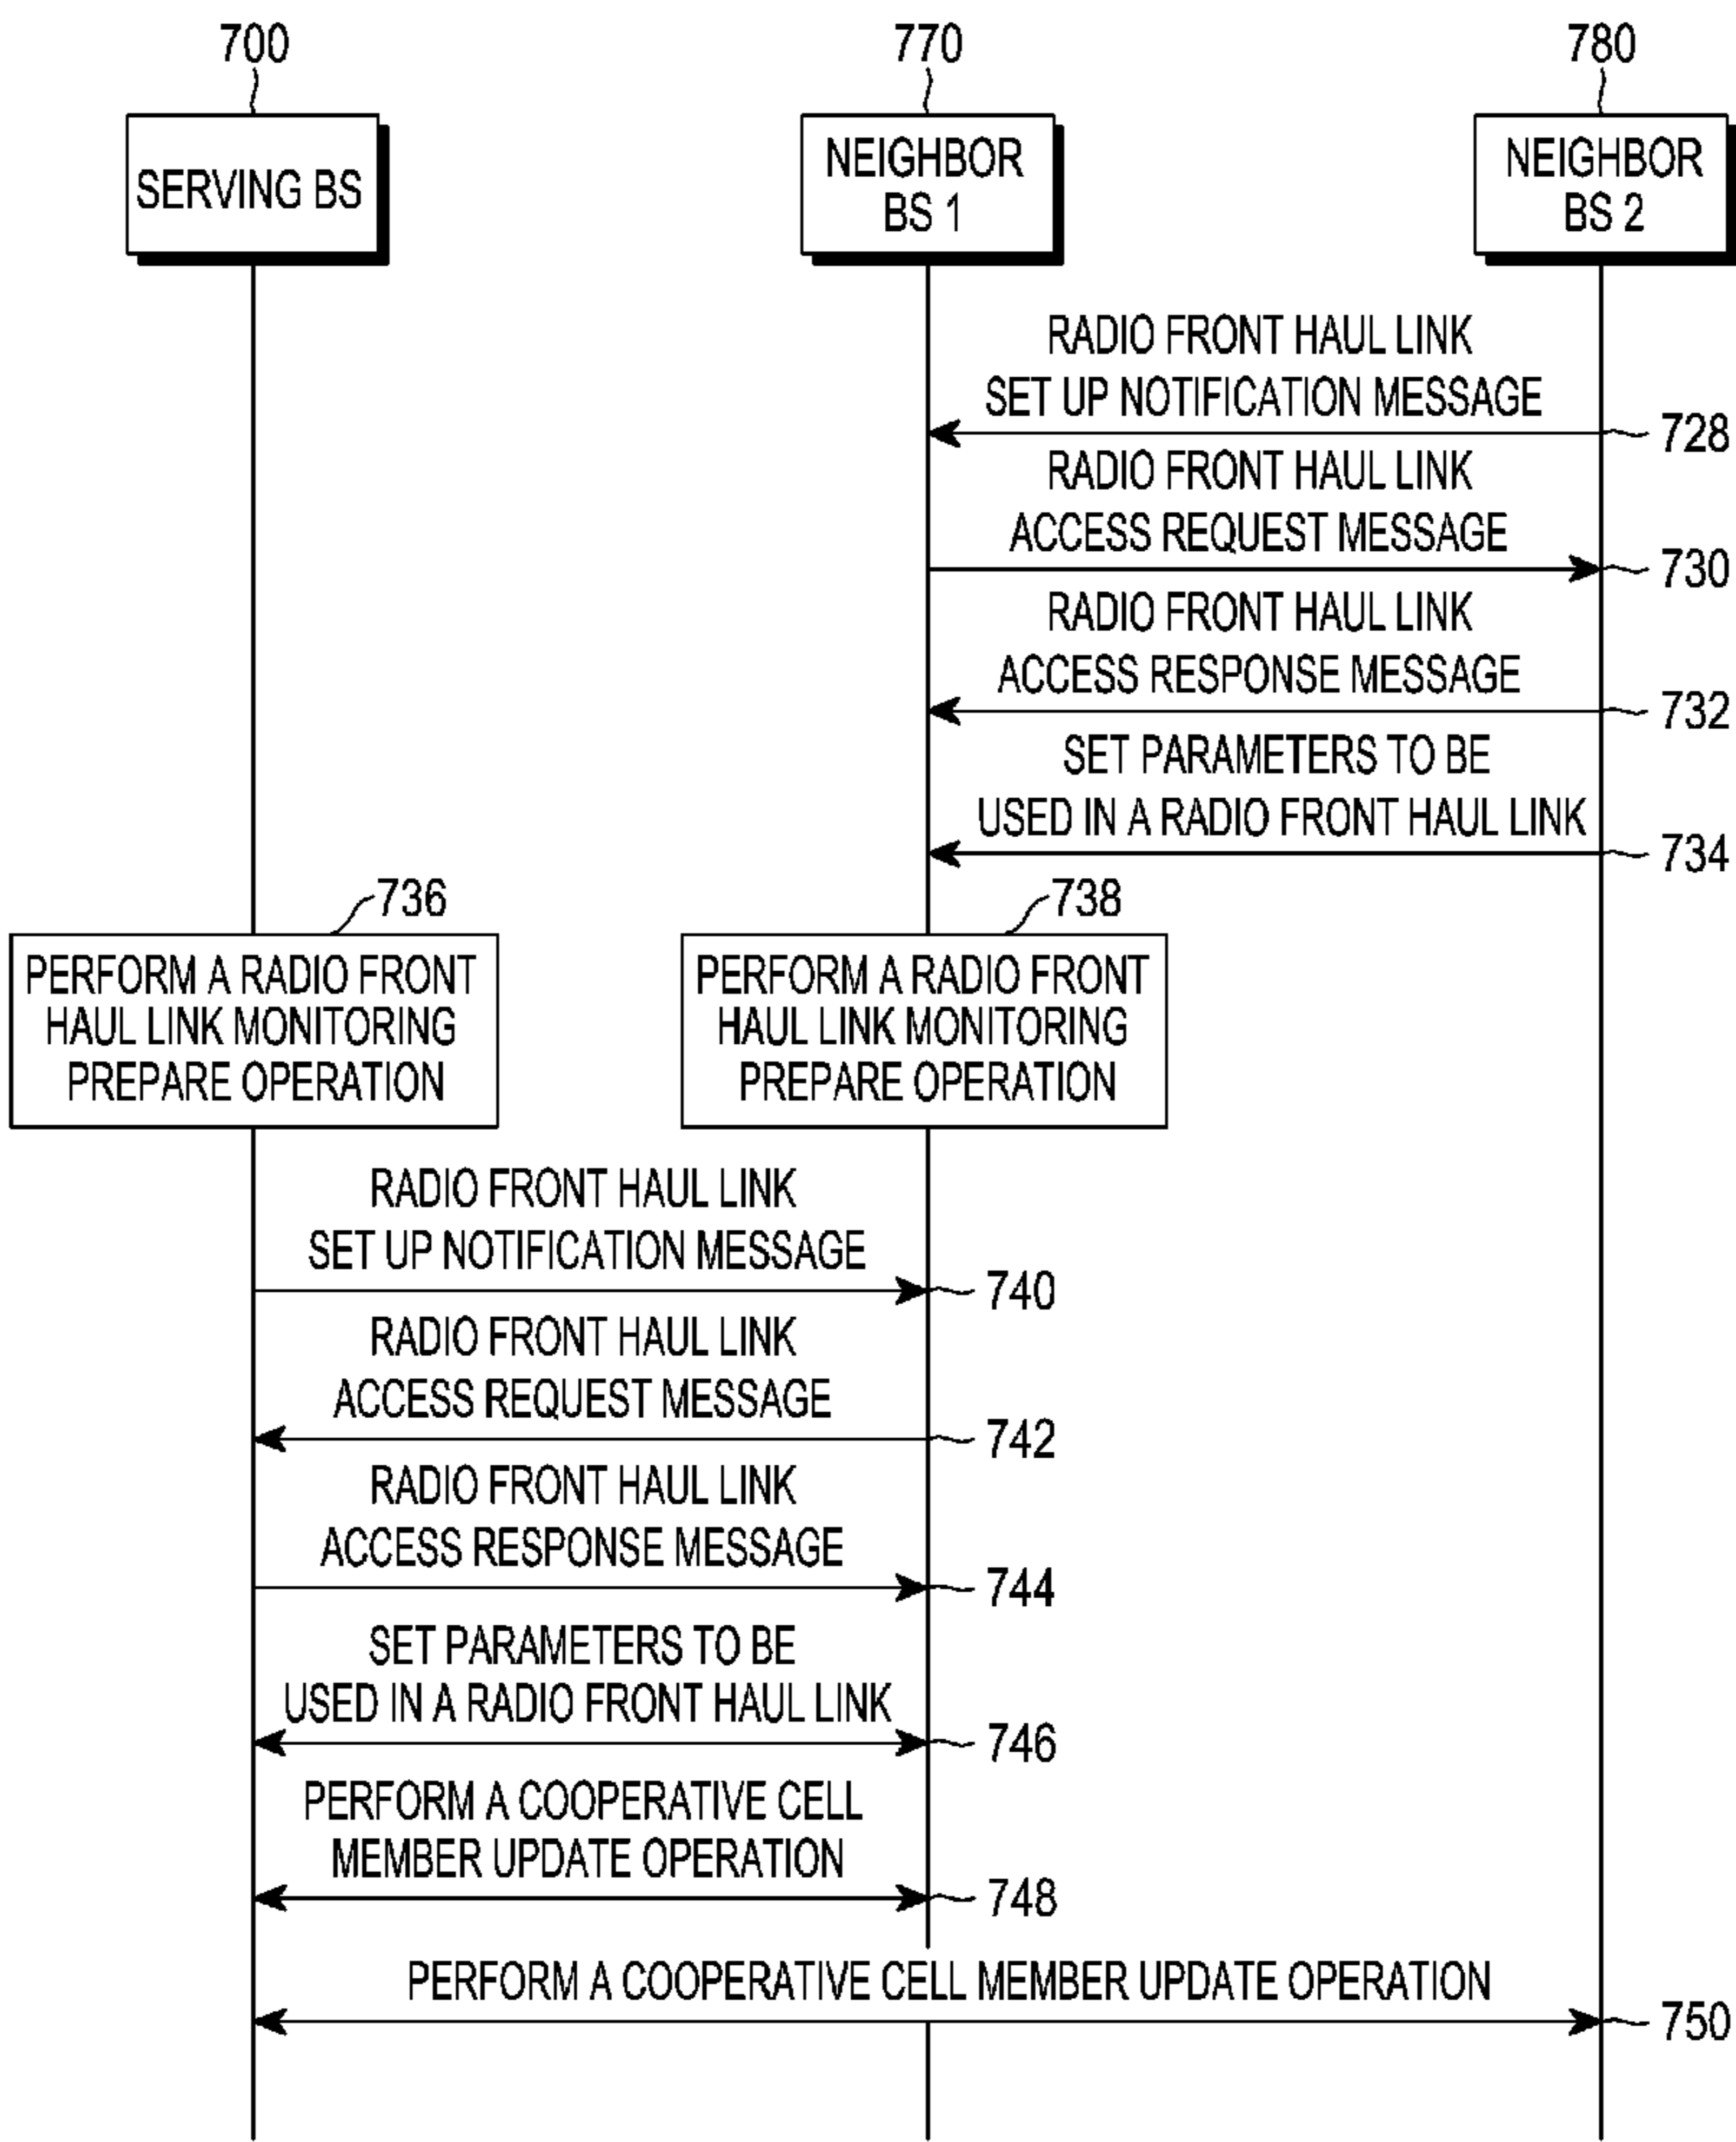 700
770
780
SERVING BS
NEIGHBOR
BS 1
NEIGHBOR
BS 2
RADIO FRONT HAUL LINK
SET UP NOTIFICATION MESSAGE
728
RADIO FRONT HAUL LINK
ACCESS REQUEST MESSAGE
730
RADIO FRONT HAUL LINK
ACCESS RESPONSE MESSAGE
732
SET PARAMETERS TO BE
USED IN A RADIO FRONT HAUL LINK
734
736
738
PERFORM A RADIO FRONT
HAUL LINK MONITORING
PREPARE OPERATION
PERFORM A RADIO FRONT
HAUL LINK MONITORING
PREPARE OPERATION
RADIO FRONT HAUL LINK
SET UP NOTIFICATION MESSAGE
740
RADIO FRONT HAUL LINK
ACCESS REQUEST MESSAGE
742
RADIO FRONT HAUL LINK
ACCESS RESPONSE MESSAGE
744
SET PARAMETERS TO BE
USED IN A RADIO FRONT HAUL LINK
746
PERFORM A COOPERATIVE CELL
MEMBER UPDATE OPERATION
748
PERFORM A COOPERATIVE CELL MEMBER UPDATE OPERATION
750